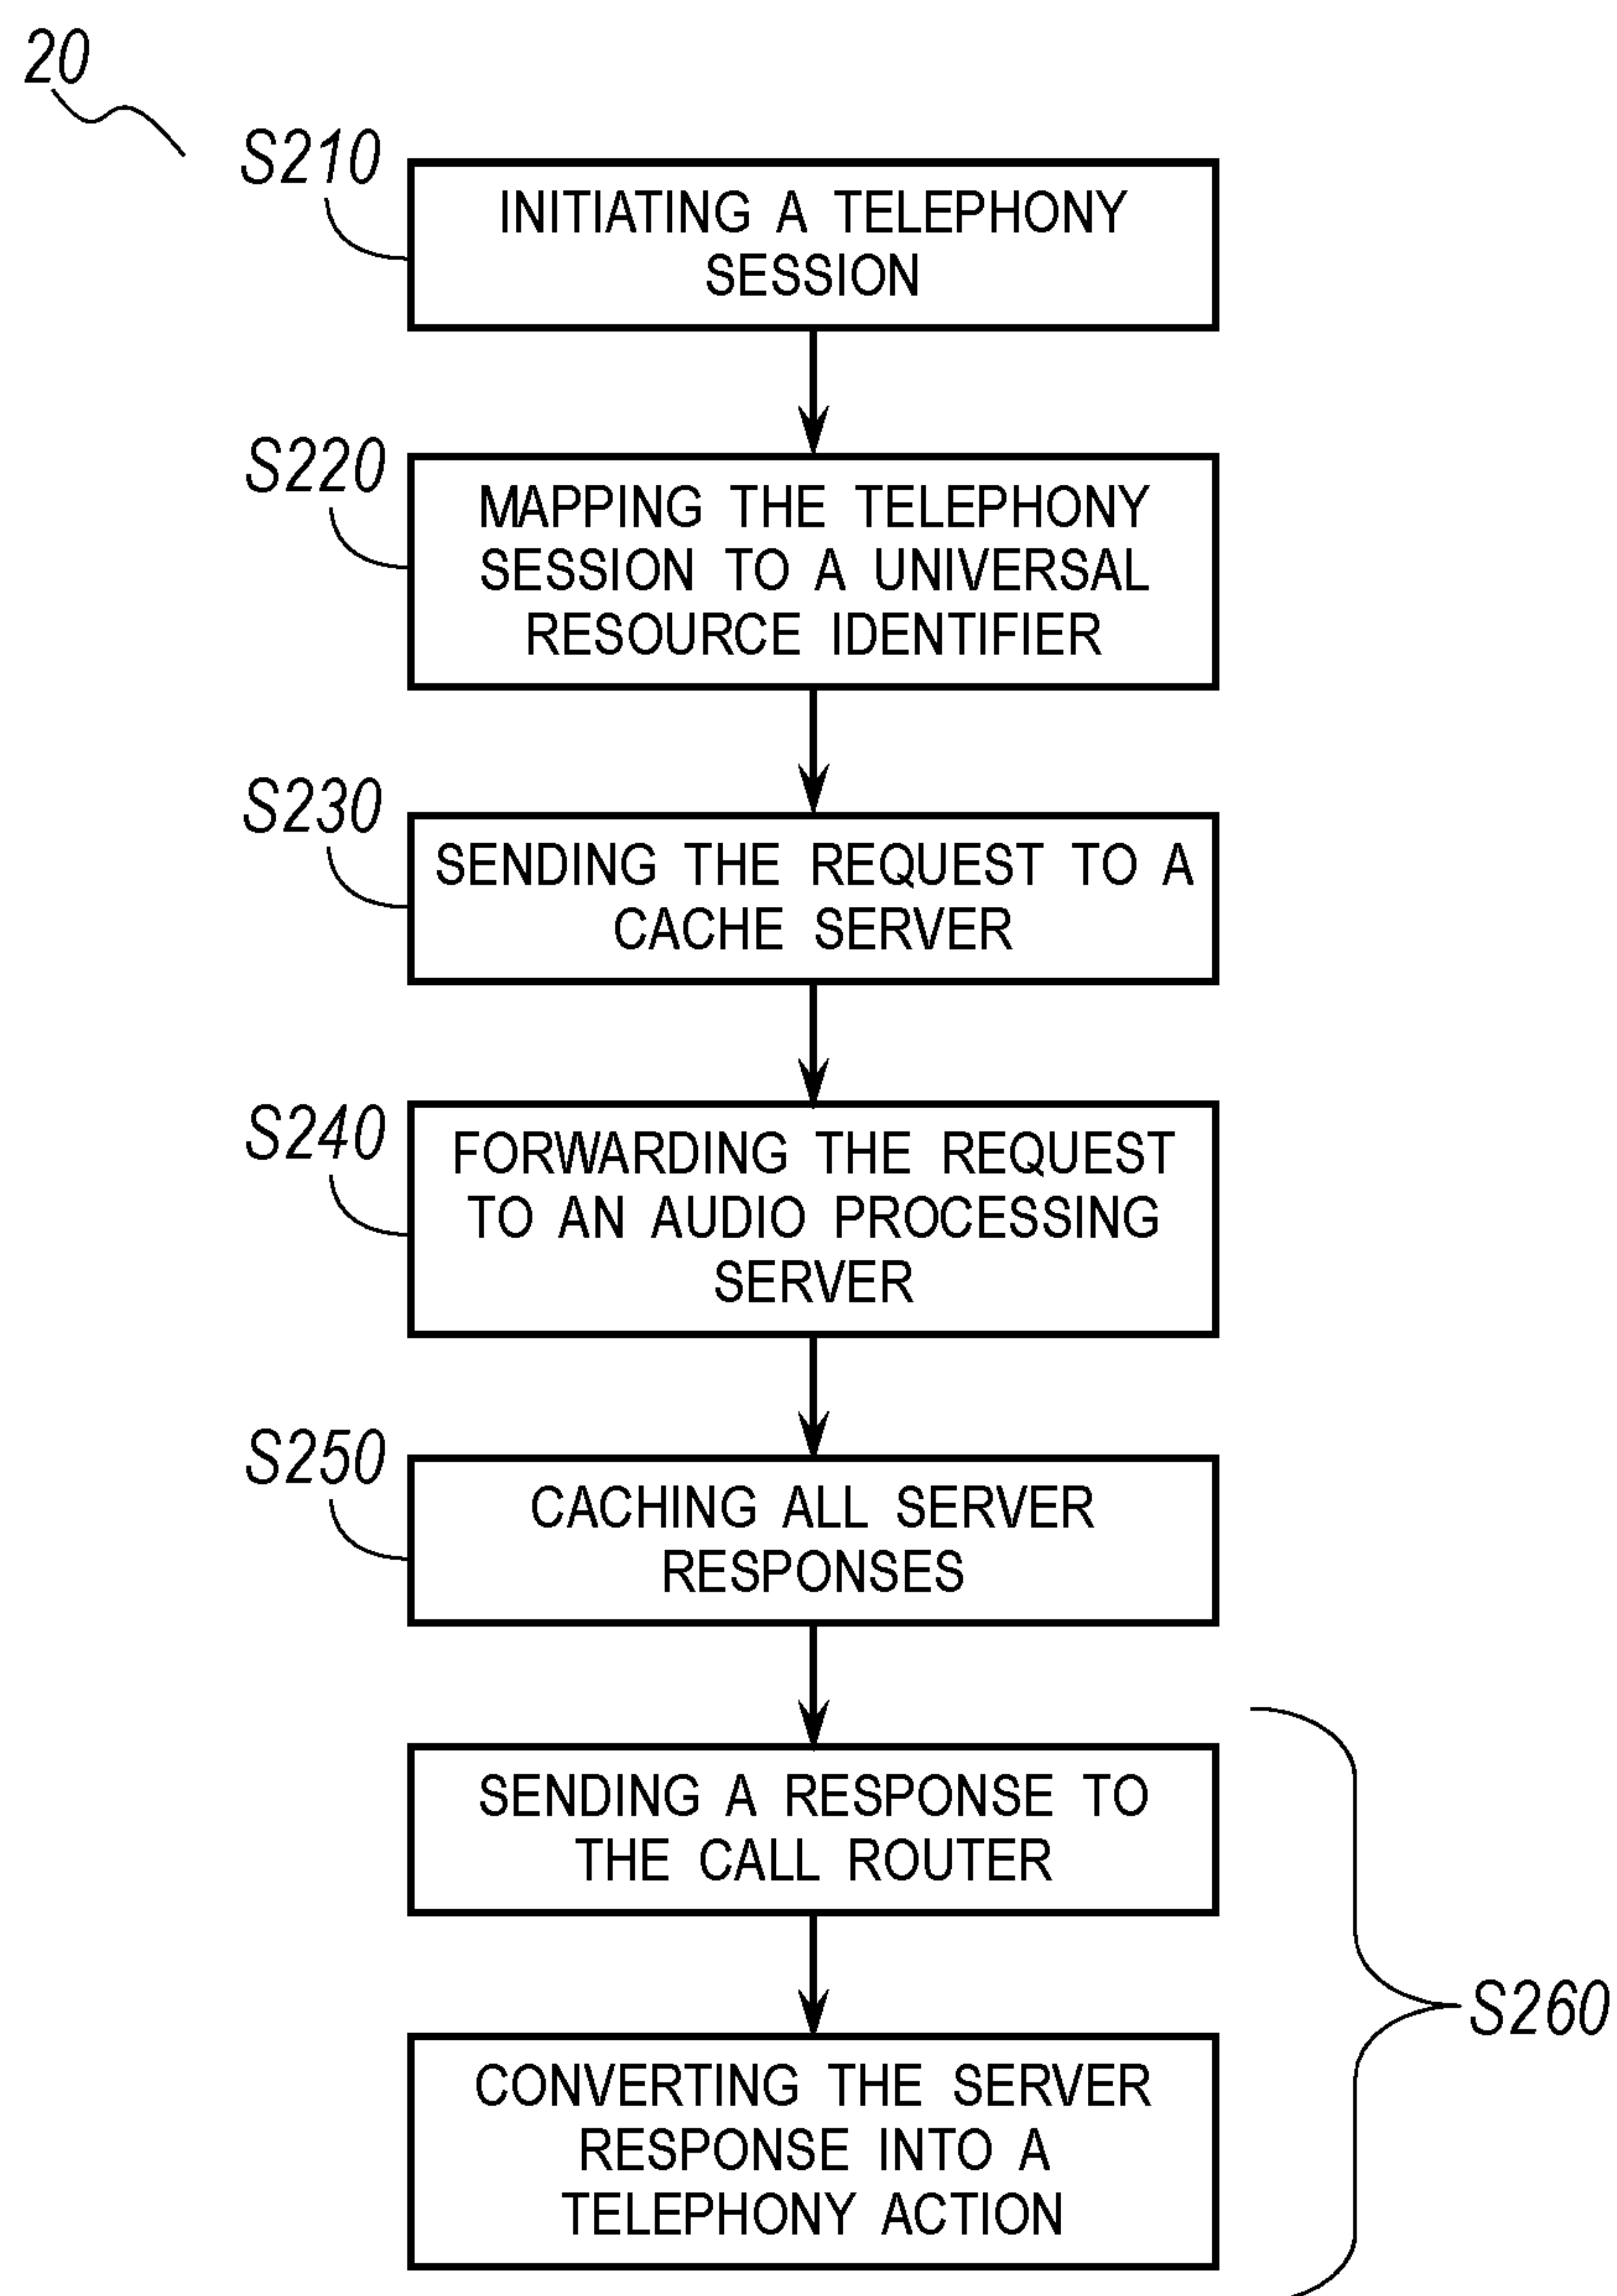 20
S210
INITIATING A TELEPHONY
SESSION
S220
MAPPING THE TELEPHONY
SESSION TO A UNIVERSAL
RESOURCE IDENTIFIER
S230
SENDING THE REQUEST TO A
CACHE SERVER
S240
FORWARDING THE REQUEST
TO AN AUDIO PROCESSING
SERVER
S250
CACHING ALL SERVER
RESPONSES
SENDING A RESPONSE TO
THE CALL ROUTER
S260
CONVERTING THE SERVER
RESPONSE INTO A
TELEPHONY ACTION